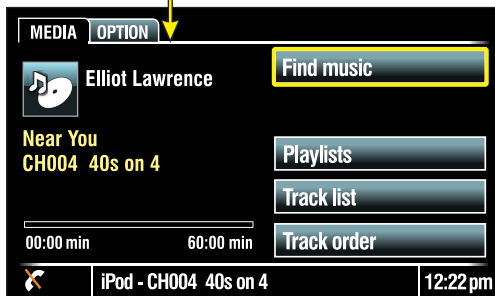 MEDIA OPTION
Elliot Lawrence
Find music
Near You
CH004 40s on 4
Playlists
Track list
00:00 min 60:00 min
Track order
iPod - CH004 40s on 4 12:22 pm